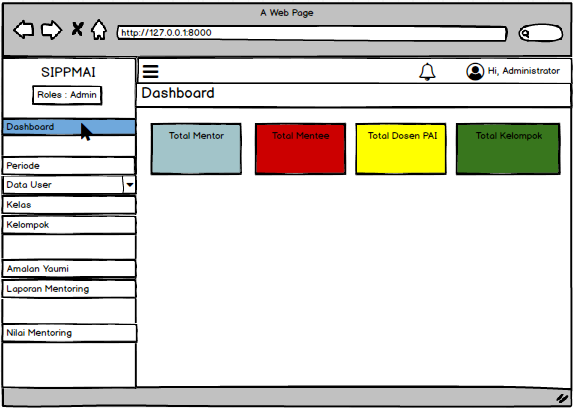 A Web Page
http://127.0.0.1:8000
SIPPMAI
Roles : Admin
Hi, Administrator
Dashboard
Dashboard
Periode
Data User
Kelas
Kelompok
Amalan Yaumi
Laporan Mentoring
Nilai Mentoring
Total Mentor
Total Mentee
Total Dosen PAI
Total Kelompok